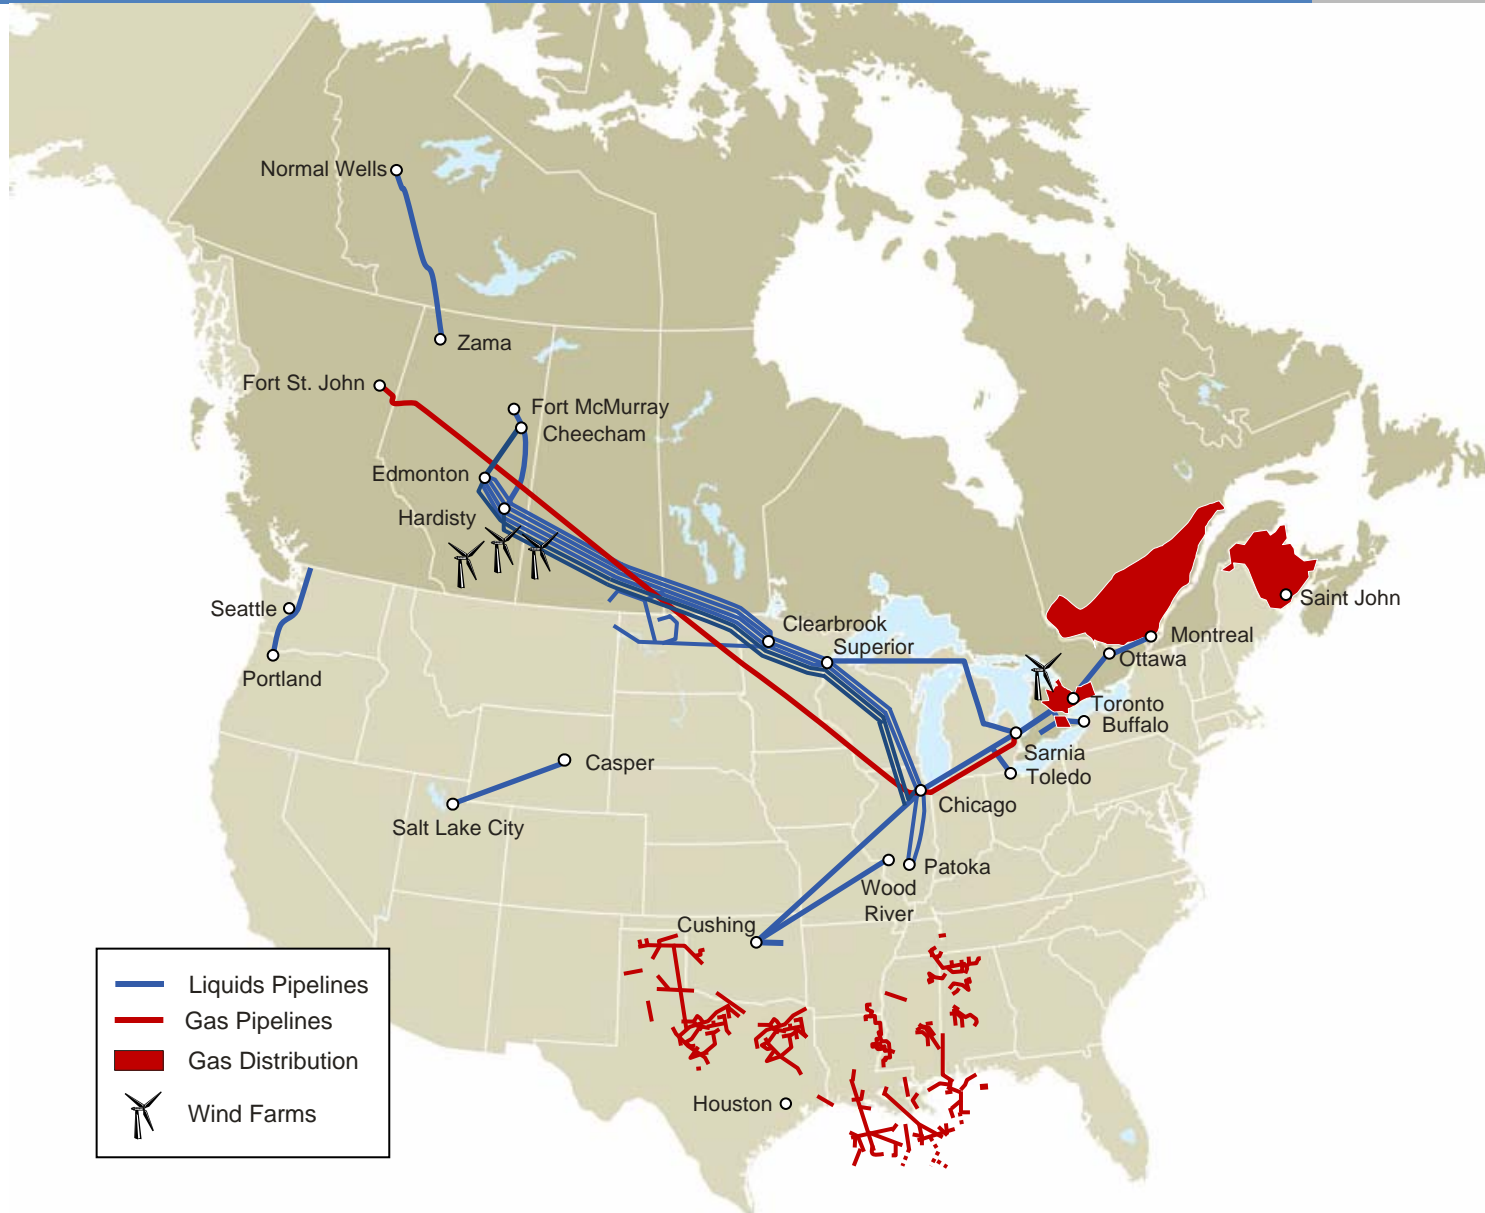 Normal Wells
Zama
Fort St. John
Fort McMurray
Cheecham
Edmonton
Hardisty
Seattle
Portland
Clearbrook
Superior
Saint John
Montreal
Ottawa
Toronto
Buffalo
Sarnia
Toledo
Casper
Chicago
Salt Lake City
Patoka
Wood
River
Cushing
Houston
Liquids Pipelines
Gas Pipelines
Gas Distribution
Wind Farms